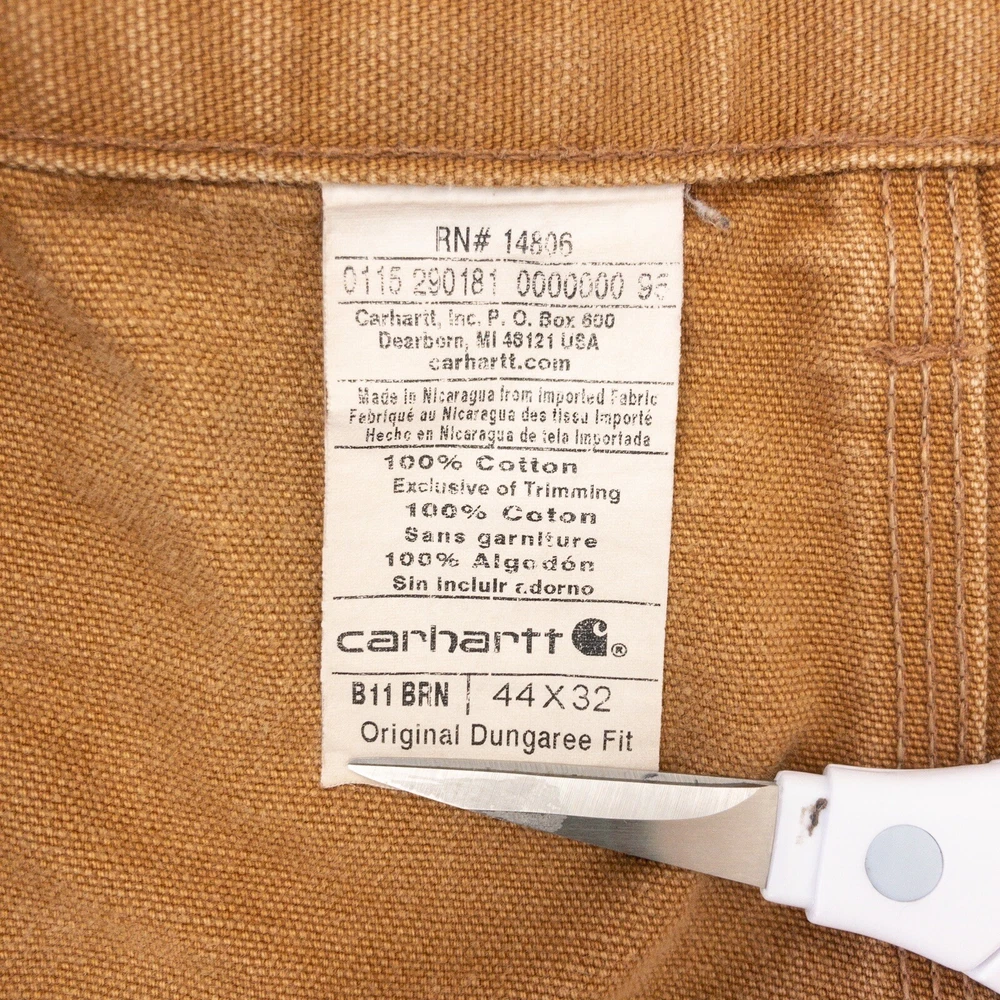 RN# 14806
0115 290181 0000000 95
Carhartt, Inc. P. O. Box 600
Dearborn, MI 48121 USA
carhartt.com
Made in Nicaragua from imported Fabric
Fabriqué au Nicaragua des tissu Importé
Hecho en Nicaragua de tela Importada
100% Cotton
Exclusive of Trimming
100% Coton
Sans garniture
100% Algodón
Sin incluir adorno
carhartt ®
B11 BRN | 44X32
Original Dungaree Fit